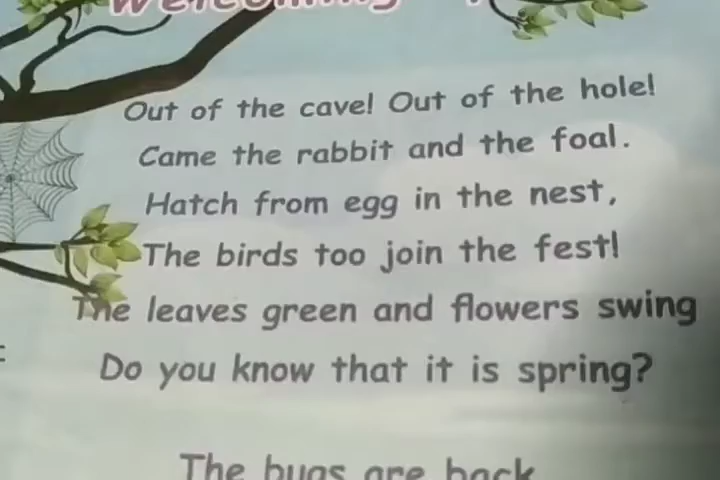 Welcoming
Out of the cave! Out of the hole!
Came the rabbit and the foal.
Hatch from egg in the nest,
The birds too join the fest!
The leaves green and flowers swing
Do you know that it is spring?
The bugs are back